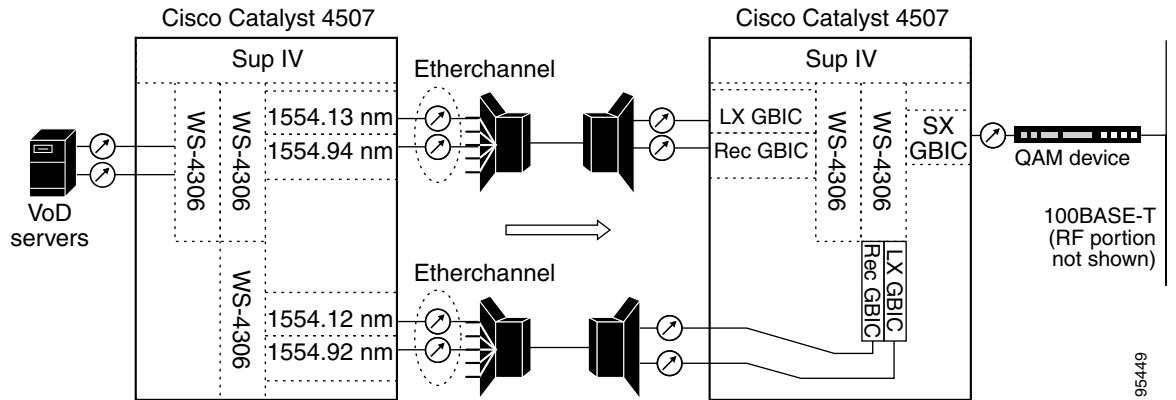 Cisco Catalyst 4507
Sup IV
WS-4306
WS-4306
WS-4306
1554.13 nm
1554.94 nm
1554.12 nm
1554.92 nm
VoD
servers
Etherchannel
Etherchannel
Cisco Catalyst 4507
Sup IV
LX GBIC
Rec GBIC
WS-4306
WS-4306
SX
GBIC
Rec GBIC
LX GBIC
QAM device
100BASE-T
(RF portion
not shown)
95449